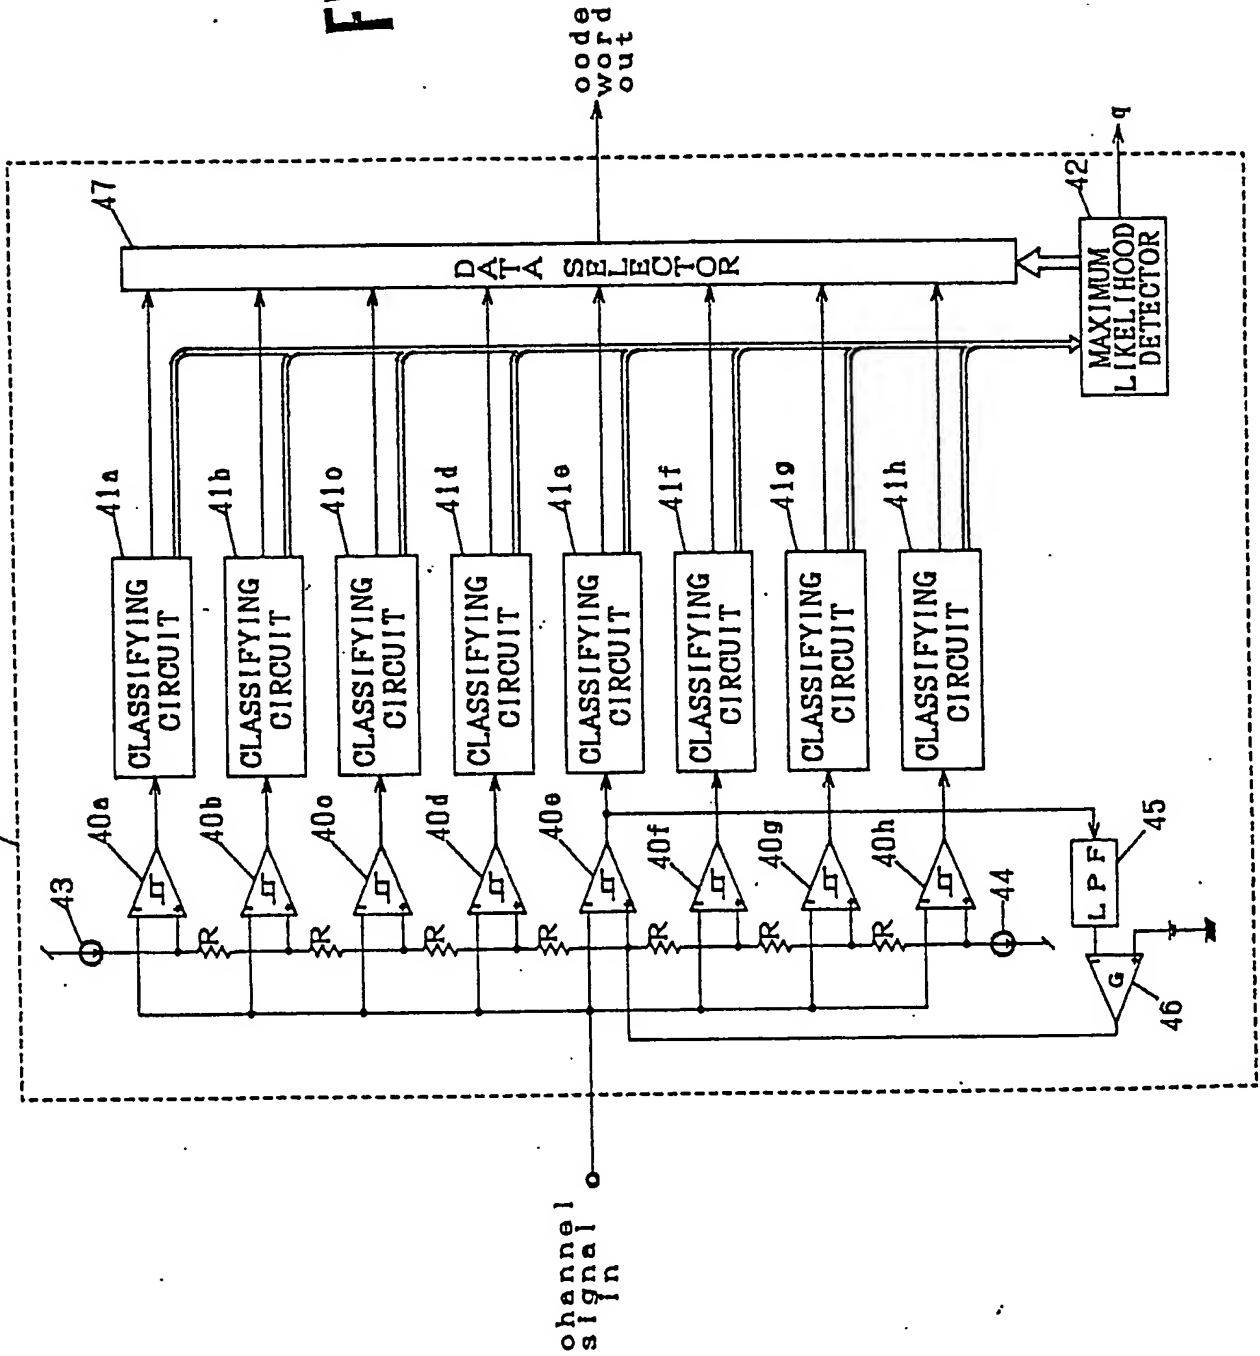 F
43
40a
CLASSIFYING
CIRCUIT
41a
47
R
40b
CLASSIFYING
CIRCUIT
41b
R
40c
CLASSIFYING
CIRCUIT
41c
R
40d
CLASSIFYING
CIRCUIT
41d
R
40e
CLASSIFYING
CIRCUIT
41e
DATA SELECTOR
ohannel
signal
in
oode
word
out
R
40f
CLASSIFYING
CIRCUIT
41f
R
40g
CLASSIFYING
CIRCUIT
41g
R
40h
CLASSIFYING
CIRCUIT
41h
44
LPF
45
G
46
MAXIMUM
LIKELIHOOD
DETECTOR
42
q